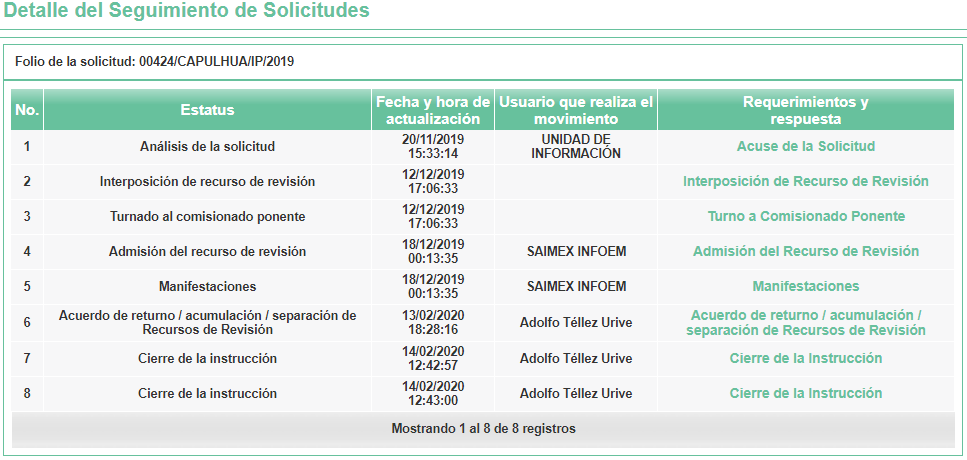 Detalle del Seguimiento de Solicitudes
Folio de la solicitud: 00424/CAPULHUA/IP/2019
No. Estatus Fecha y hora de actualización Usuario que realiza el movimiento Requerimientos y respuesta
1 Análisis de la solicitud 20/11/2019 15:33:14 UNIDAD DE INFORMACIÓN Acuse de la Solicitud
2 Interposición de recurso de revisión 12/12/2019 17:06:33 Interposición de Recurso de Revisión
3 Turnado al comisionado ponente 12/12/2019 17:06:33 Turno a Comisionado Ponente
4 Admisión del recurso de revisión 18/12/2019 00:13:35 SAIMEX INFOEM Admisión del Recurso de Revisión
5 Manifestaciones 18/12/2019 00:13:35 SAIMEX INFOEM Manifestaciones
6 Acuerdo de returno / acumulación / separación de Recursos de Revisión 13/02/2020 18:28:16 Adolfo Téllez Urive Acuerdo de returno / acumulación / separación de Recursos de Revisión
7 Cierre de la instrucción 14/02/2020 12:42:57 Adolfo Téllez Urive Cierre de la Instrucción
8 Cierre de la instrucción 14/02/2020 12:43:00 Adolfo Téllez Urive Cierre de la Instrucción
Mostrando 1 al 8 de 8 registros